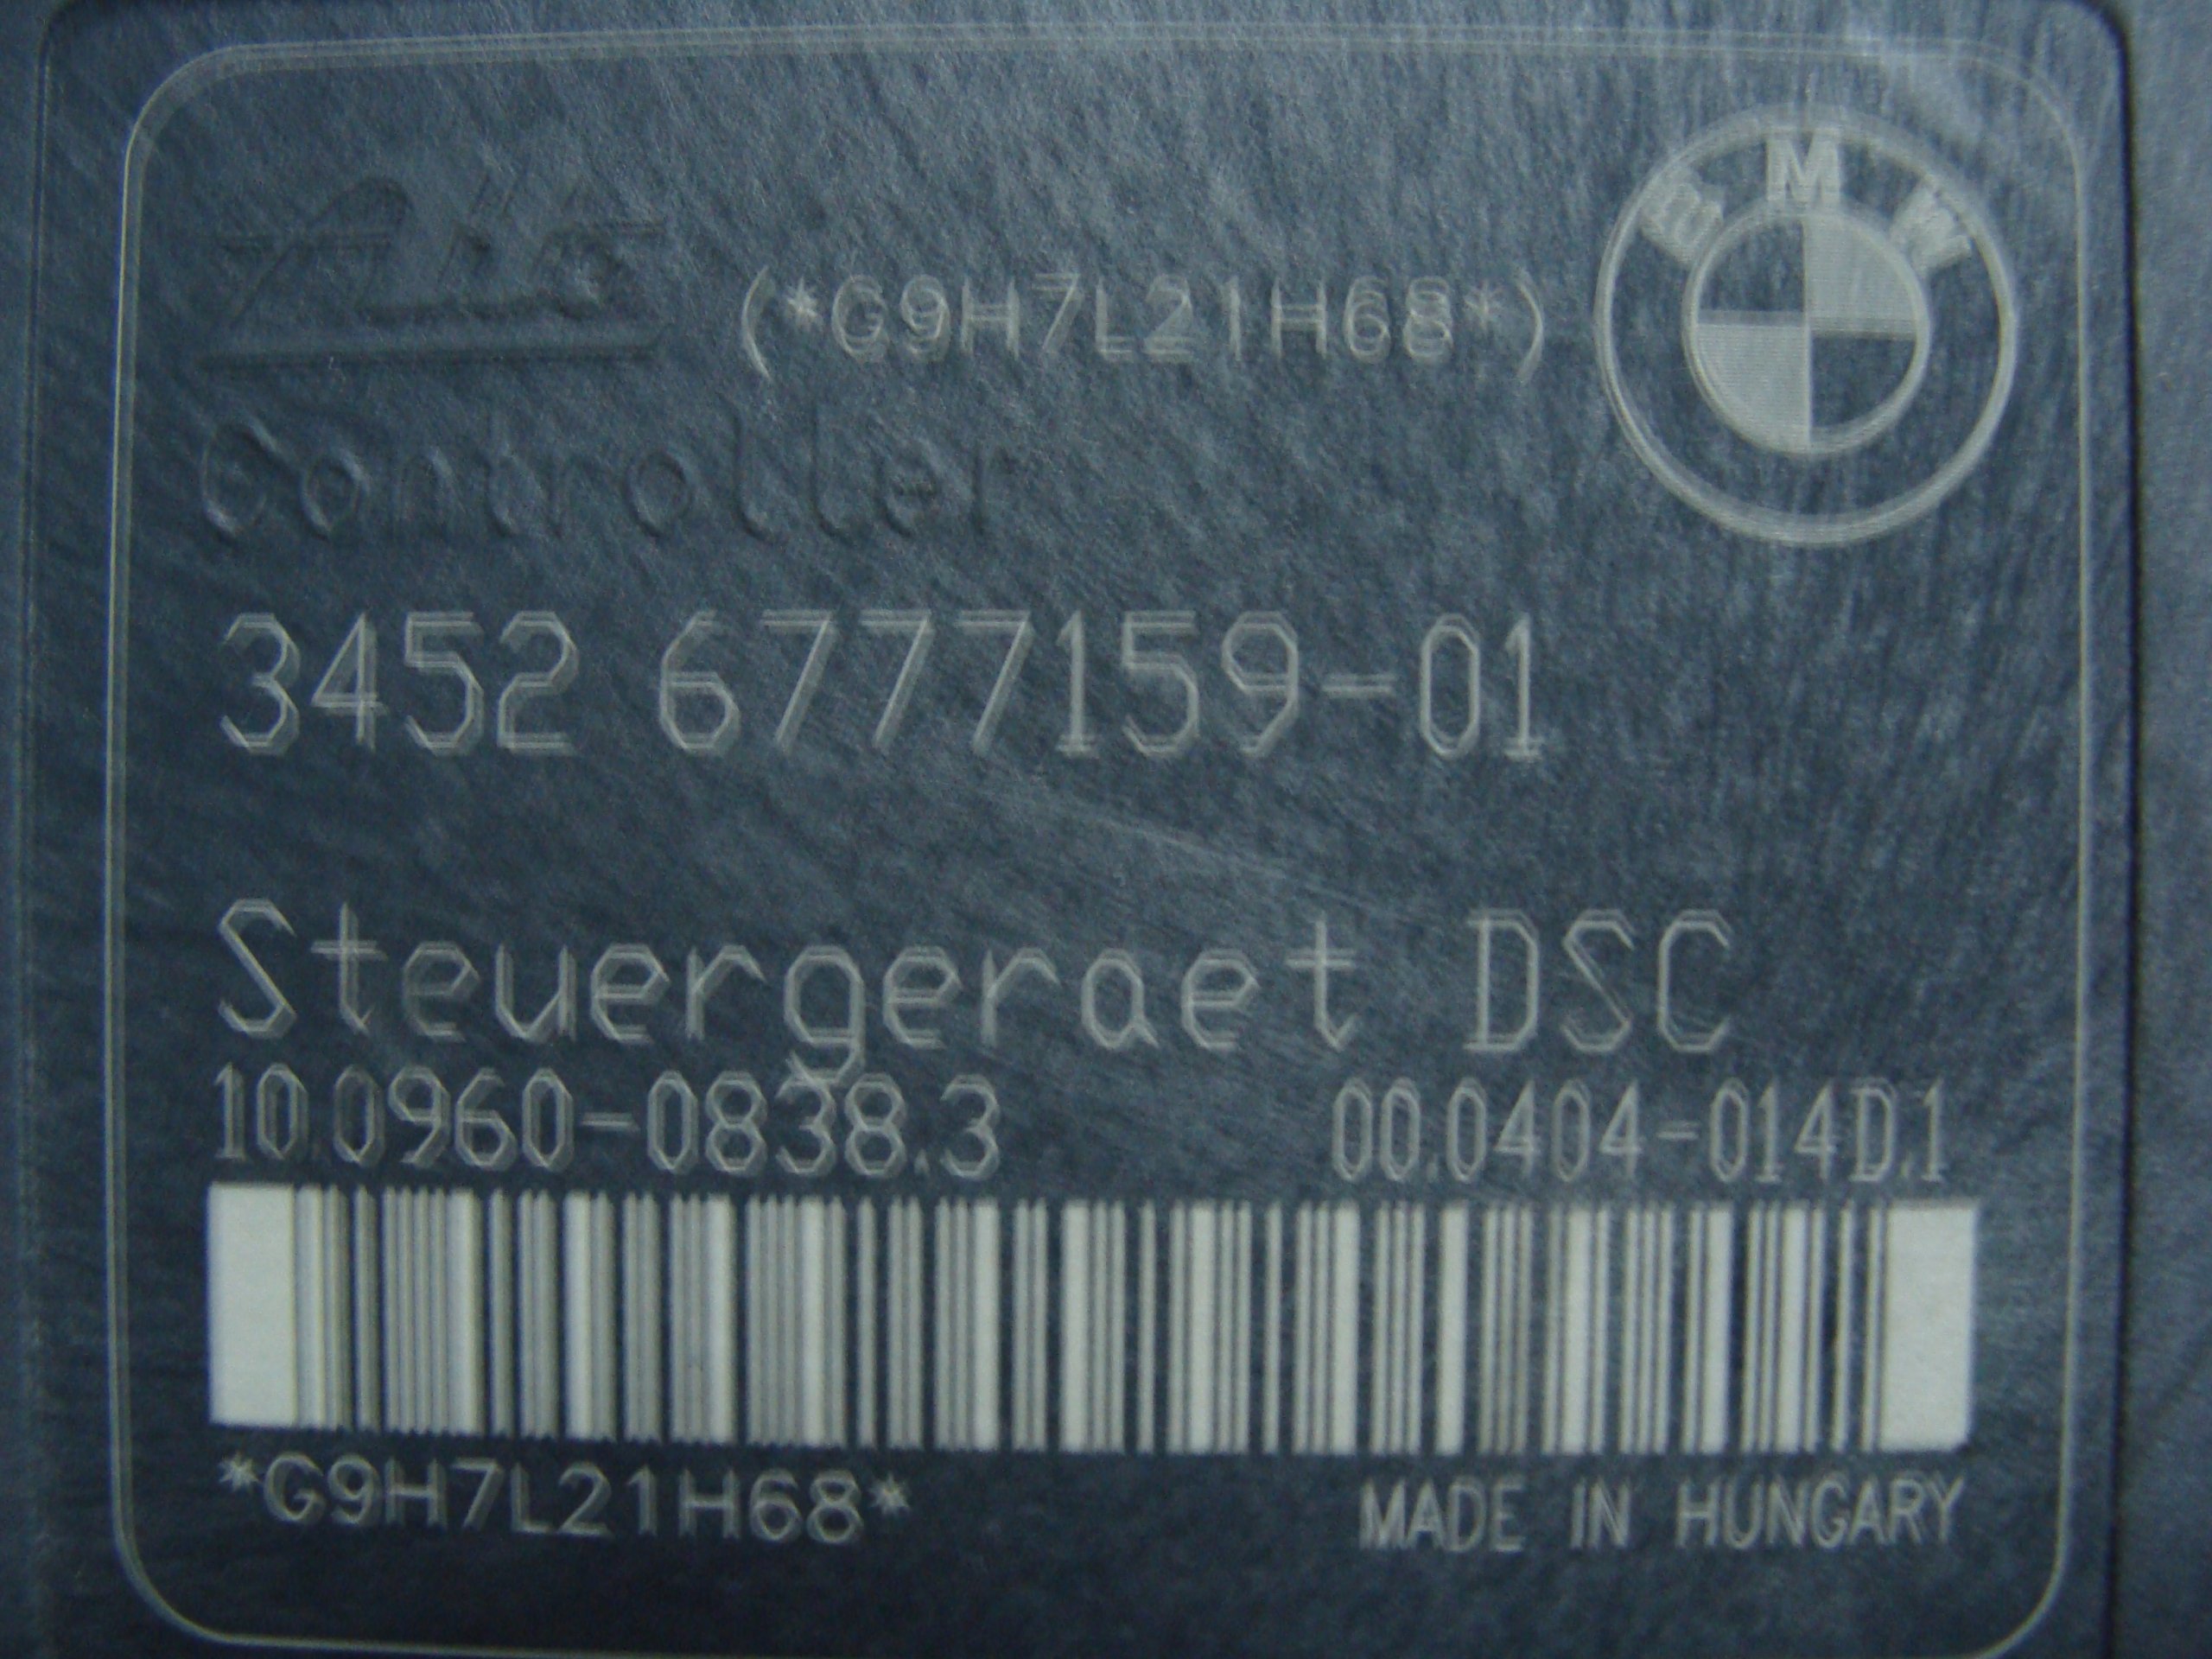 Ate
(*G9H7L21H68*)
BMW
Controller
3452 6777159-01
Steuergeraet DSC
10.0960-0838.3
00.0404-014D.1
*G9H7L21H68*
MADE IN HUNGARY